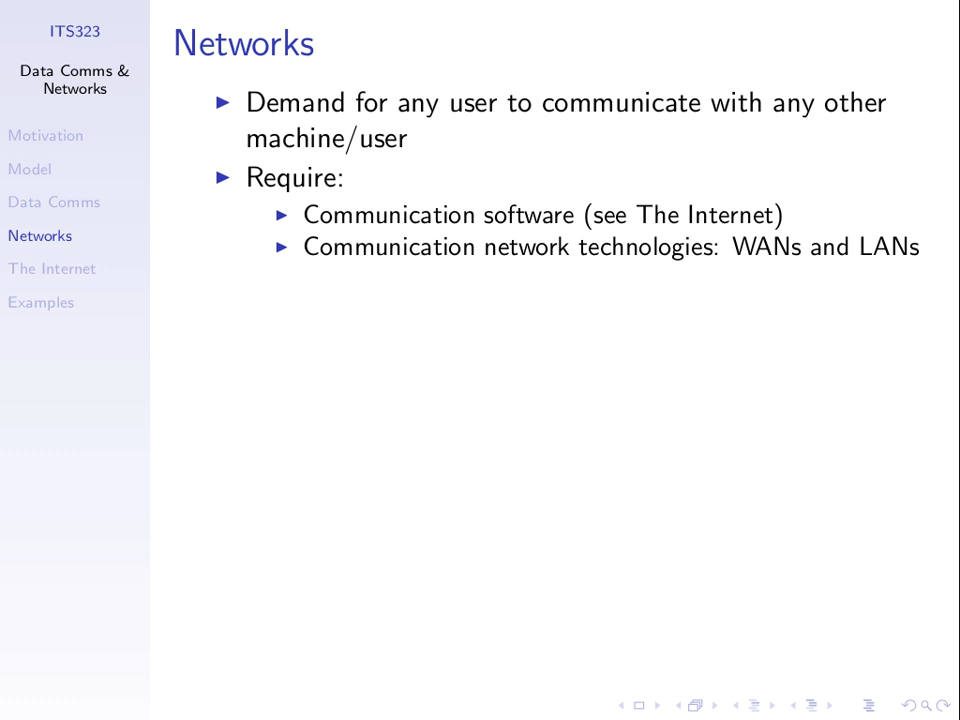 ITS323
Data Comms &
Networks
Motivation
Model
Data Comms
Networks
The Internet
Examples
Networks
Demand for any user to communicate with any other
machine/user
Require:
Communication software (see The Internet)
Communication network technologies: WANs and LANs